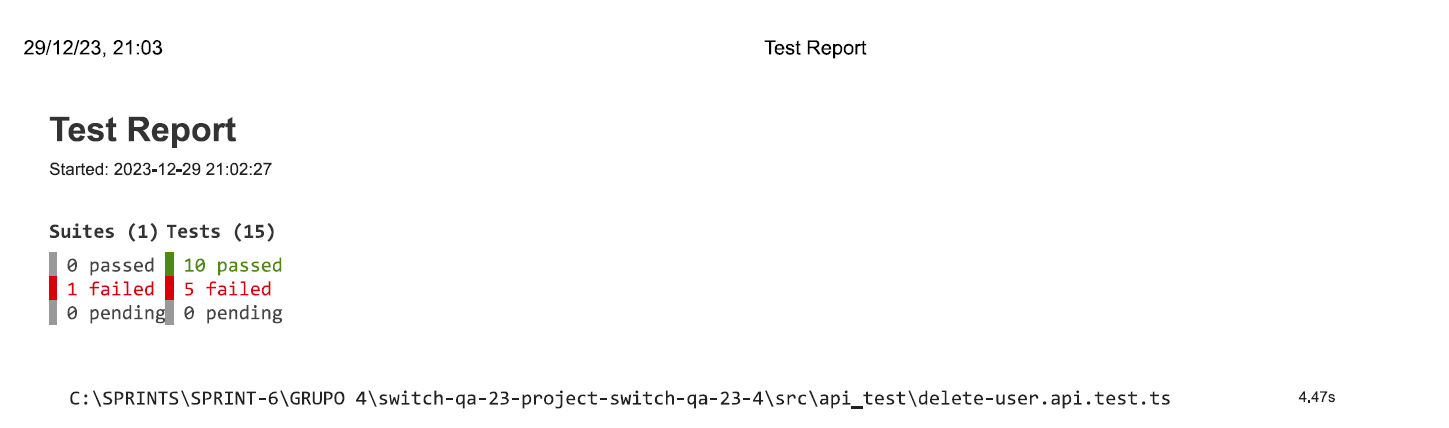 29/12/23, 21:03 Test Report
Test Report
Started: 2023-12-29 21:02:27
Suites (1) Tests (15)
0 passed 10 passed
1 failed 5 failed
0 pending 0 pending
C:\SPRINTS\SPRINT-6\GRUPO 4\switch-qa-23-project-switch-qa-23-4\src\api_test\delete-user.api.test.ts 4.47s